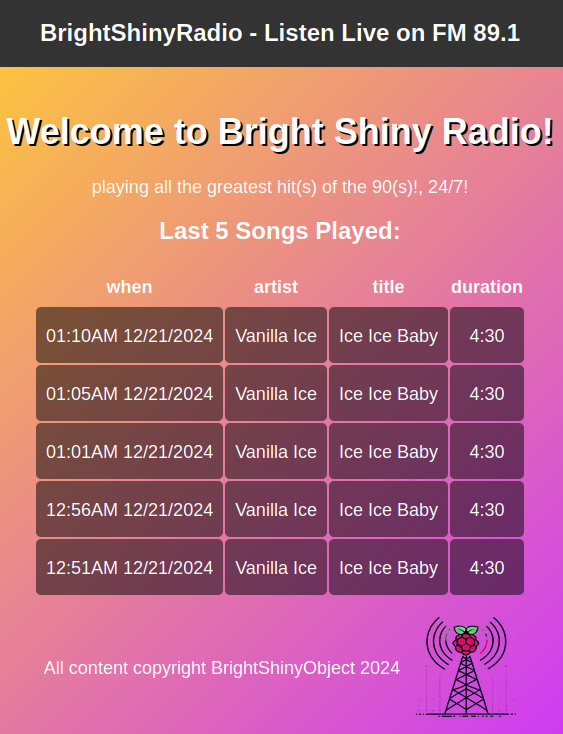 BrightShinyRadio - Listen Live on FM 89.1
Welcome to Bright Shiny Radio!
playing all the greatest hit(s) of the 90(s)!, 24/7!
Last 5 Songs Played:
when artist title duration
01:10AM 12/21/2024 Vanilla Ice Ice Ice Baby 4:30
01:05AM 12/21/2024 Vanilla Ice Ice Ice Baby 4:30
01:01AM 12/21/2024 Vanilla Ice Ice Ice Baby 4:30
12:56AM 12/21/2024 Vanilla Ice Ice Ice Baby 4:30
12:51AM 12/21/2024 Vanilla Ice Ice Ice Baby 4:30
All content copyright BrightShinyObject 2024